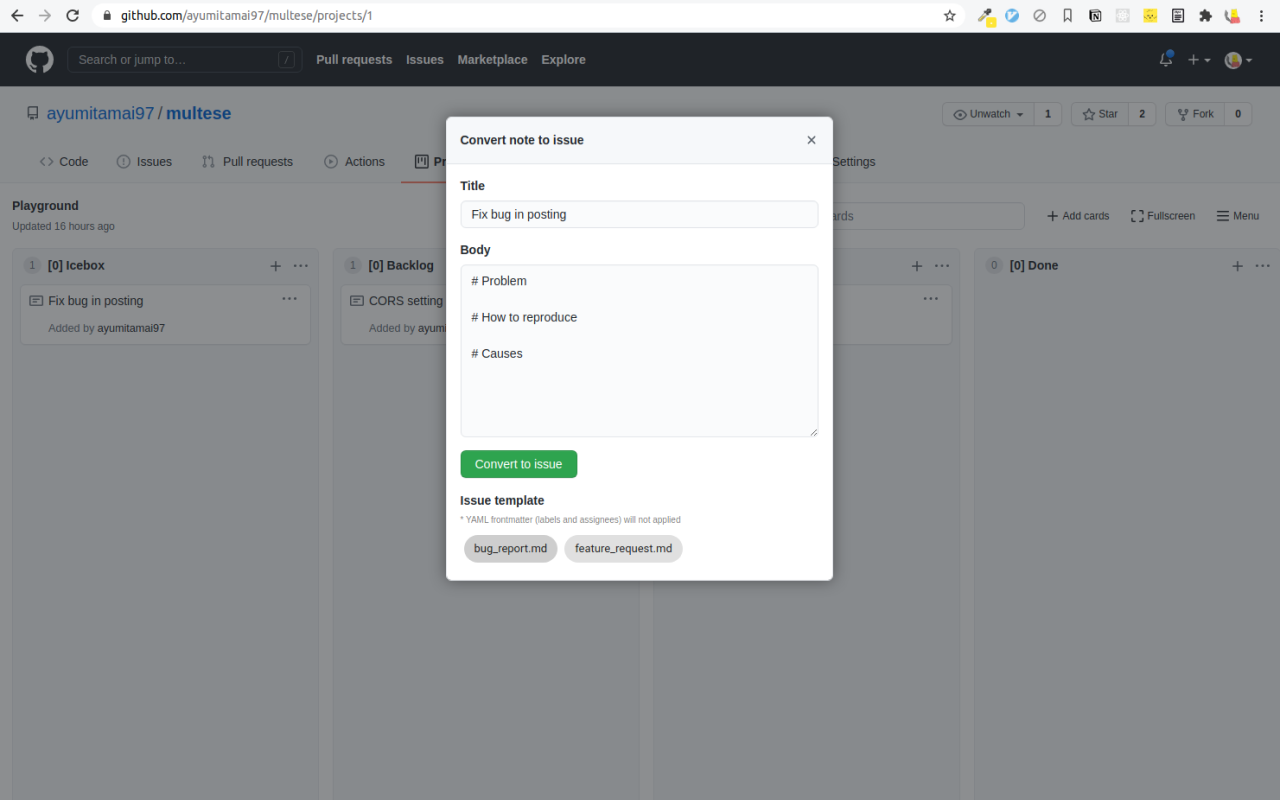 github.com/ayumitamai97/multese/projects/1
Search or jump to… /
Pull requests Issues Marketplace Explore
ayumitamai97 / multese
Unwatch 1 Star 2 Fork 0
Code Issues Pull requests Actions Pr Settings
Playground
Updated 16 hours ago
ards Add cards Fullscreen Menu
1 [0] Icebox
Fix bug in posting
Added by ayumitamai97
1 [0] Backlog
CORS setting
Added by ayumi
0 [0] Done
Convert note to issue
Title
Fix bug in posting
Body
# Problem
# How to reproduce
# Causes
Convert to issue
Issue template
* YAML frontmatter (labels and assignees) will not applied
bug_report.md feature_request.md